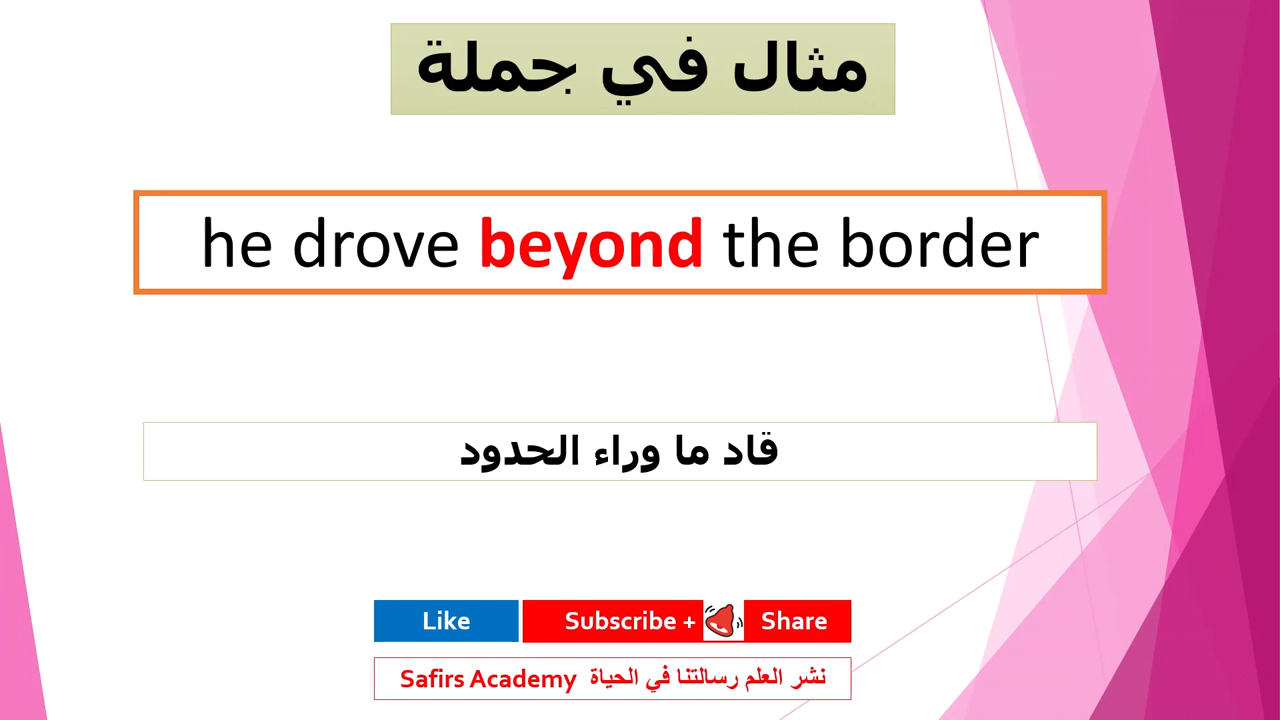 مثال في جملة
he drove beyond the border
قاد ما وراء الحدود
Like Subscribe + Share
Safirs Academy نشر العلم رسالتنا في الحياة